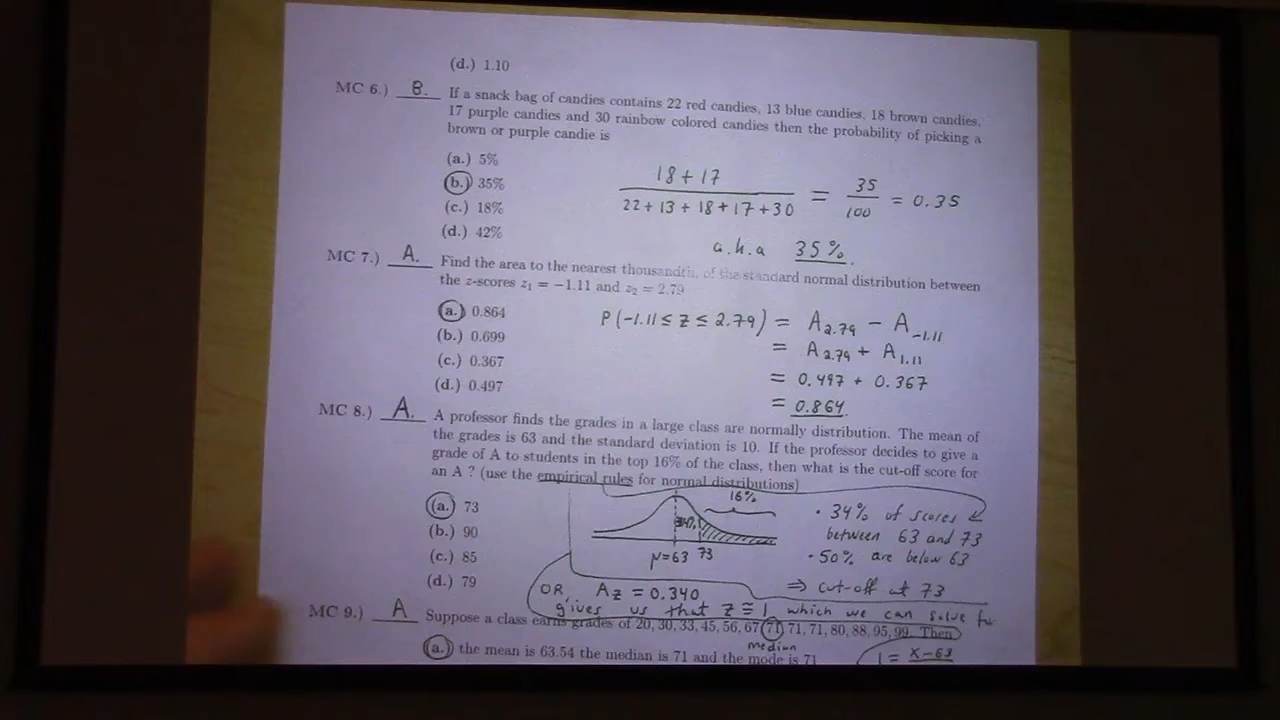 (d.) 1.10
MC 6.) B. If a snack bag of candies contains 22 red candies, 13 blue candies, 18 brown candies,
17 purple candies and 30 rainbow colored candies then the probability of picking a
brown or purple candie is
(a.) 5%
(b.) 35%
(c.) 18%
(d.) 42%
18 + 17
22 + 13 + 18 + 17 + 30
= 35
100
= 0.35
a.k.a 35%.
MC 7.) A. Find the area to the nearest thousandth, of the standard normal distribution between
the z-scores z₁ = −1.11 and z₂ = 2.79
(a.) 0.864
(b.) 0.699
(c.) 0.367
(d.) 0.497
P(-1.11 ≤ z ≤ 2.79) = A2.79 − A-1.11
= A2.79 + A1.11
= 0.497 + 0.367
= 0.864.
MC 8.) A. A professor finds the grades in a large class are normally distribution. The mean of
the grades is 63 and the standard deviation is 10. If the professor decides to give a
grade of A to students in the top 16% of the class, then what is the cut-off score for
an A ? (use the empirical rules for normal distributions)
(a.) 73
(b.) 90
(c.) 85
(d.) 79
16%
34%
μ=63 73
• 34% of scores
between 63 and 73
• 50% are below 63
⇒ cut-off at 73
OR, Az = 0.340
gives us that z ≅ 1 which we can solve for
MC 9.) A Suppose a class earns grades of 20, 30, 33, 45, 56, 67, 71, 71, 71, 80, 88, 95, 99. Then
median
(a.) the mean is 63.54 the median is 71 and the mode is 71
1 = x-63